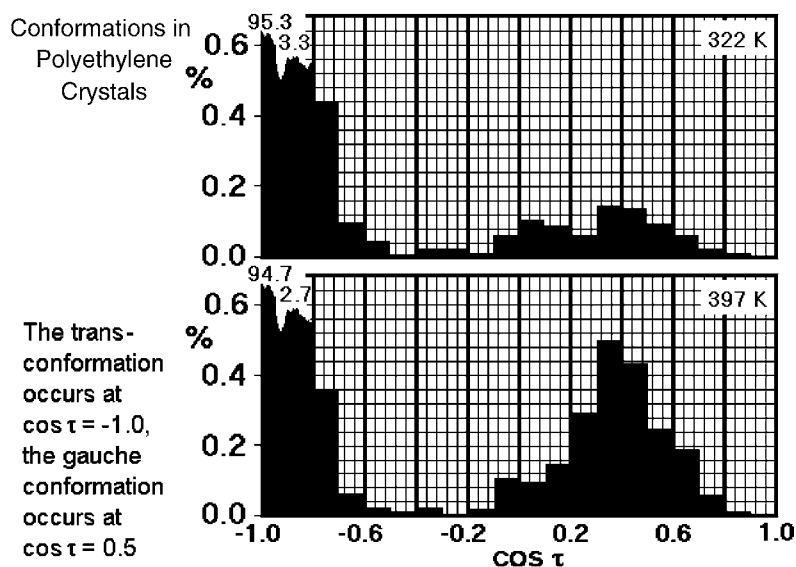 Conformations in
Polyethylene
Crystals
95.3
3.3
0.6
%
0.4
0.2
0.0
322 K
94.7
2.7
0.6
%
0.4
0.2
0.0
397 K
-1.0 -0.6 -0.2 0.2 0.6 1.0
cos τ
The trans-
conformation
occurs at
cos τ = -1.0,
the gauche
conformation
occurs at
cos τ = 0.5